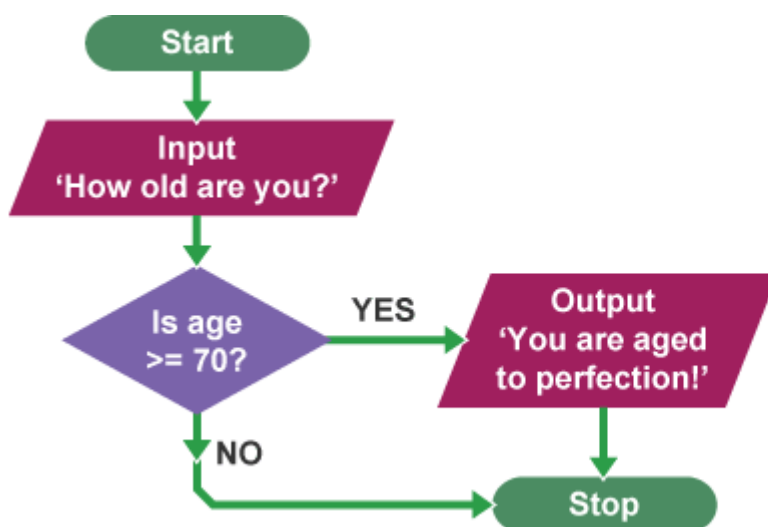 Start
Input
‘How old are you?’
Is age
>= 70?
YES
Output
‘You are aged
to perfection!’
NO
Stop